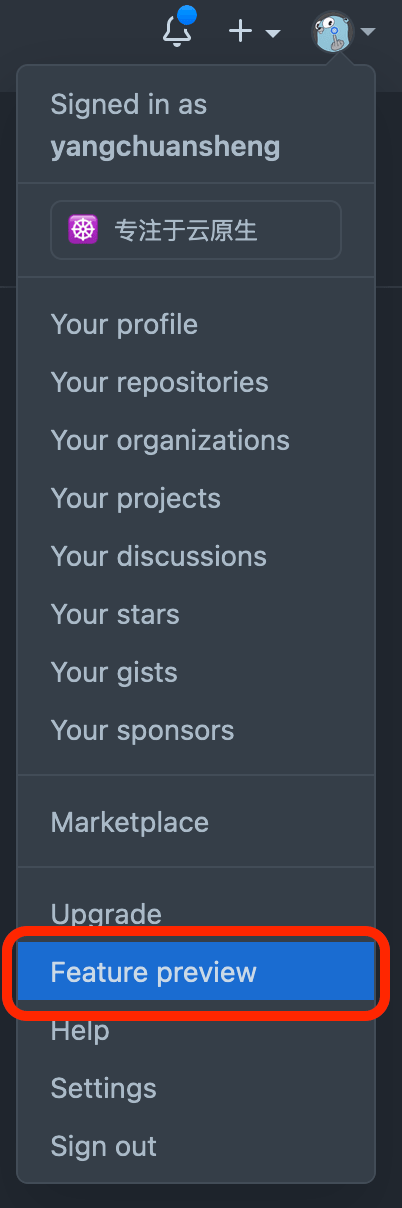 Signed in as
yangchuansheng
专注于云原生
Your profile
Your repositories
Your organizations
Your projects
Your discussions
Your stars
Your gists
Your sponsors
Marketplace
Upgrade
Feature preview
Help
Settings
Sign out